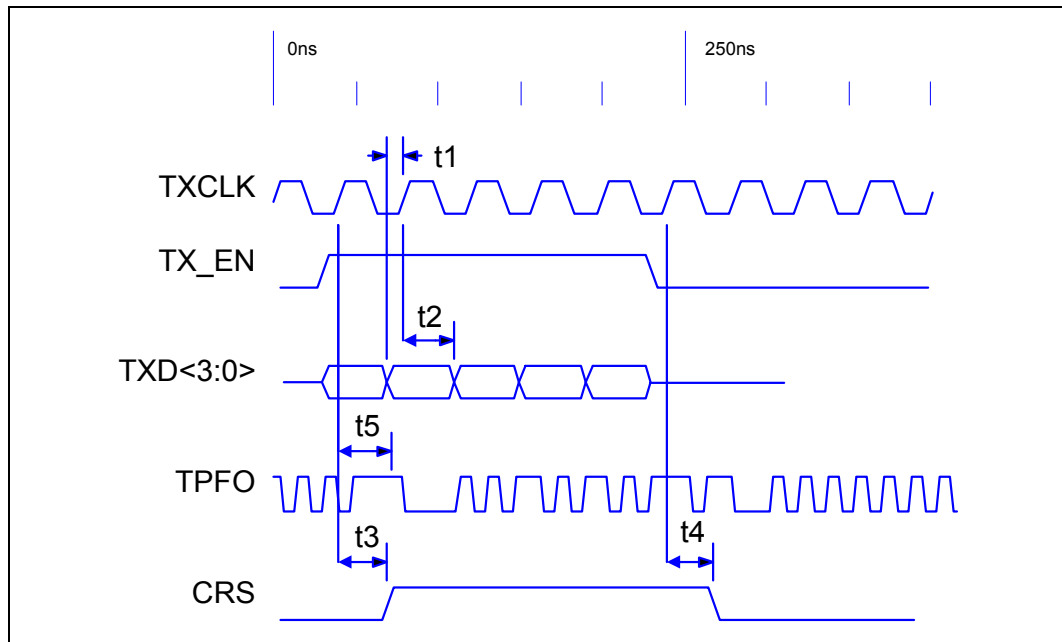 0ns 250ns
t1
TXCLK
TX_EN
t2
TXD<3:0>
t5
TPFO
t3 t4
CRS